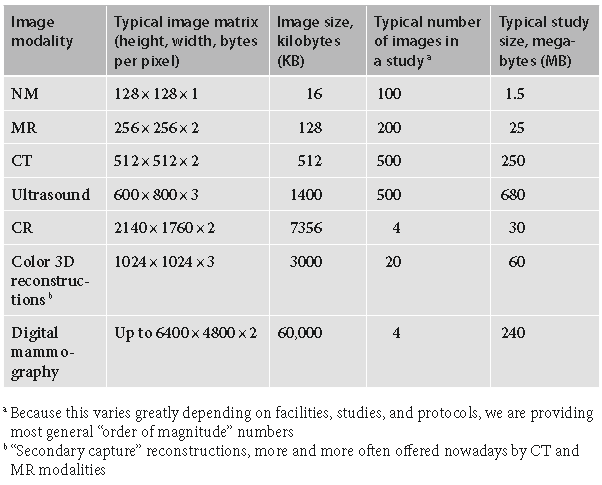 Image modality	Typical image matrix (height, width, bytes per pixel)	Image size, kilobytes (KB)	Typical number of images in a study ᵃ	Typical study size, mega-bytes (MB)
NM	128 × 128 × 1	16	100	1.5
MR	256 × 256 × 2	128	200	25
CT	512 × 512 × 2	512	500	250
Ultrasound	600 × 800 × 3	1400	500	680
CR	2140 × 1760 × 2	7356	4	30
Color 3D reconstruc-tions ᵇ	1024 × 1024 × 3	3000	20	60
Digital mammo-graphy	Up to 6400 × 4800 × 2	60,000	4	240
ᵃ Because this varies greatly depending on facilities, studies, and protocols, we are providing
most general “order of magnitude” numbers
ᵇ “Secondary capture” reconstructions, more and more often offered nowadays by CT and
MR modalities